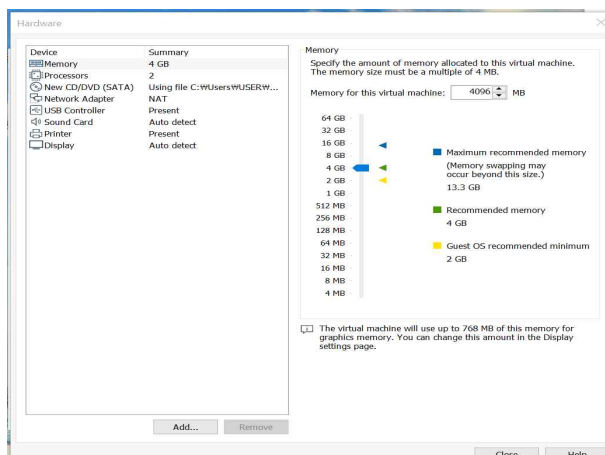 Hardware
Device Summary
Memory 4 GB
Processors 2
New CD/DVD (SATA) Using file C:₩Users₩USER₩...
Network Adapter NAT
USB Controller Present
Sound Card Auto detect
Printer Present
Display Auto detect
Add... Remove
Memory
Specify the amount of memory allocated to this virtual machine.
The memory size must be a multiple of 4 MB.
Memory for this virtual machine: 4096 MB
64 GB
32 GB
16 GB
8 GB
4 GB
2 GB
1 GB
512 MB
256 MB
128 MB
64 MB
32 MB
16 MB
8 MB
4 MB
Maximum recommended memory
(Memory swapping may
occur beyond this size.)
13.3 GB
Recommended memory
4 GB
Guest OS recommended minimum
2 GB
The virtual machine will use up to 768 MB of this memory for
graphics memory. You can change this amount in the Display
settings page.
Close Help